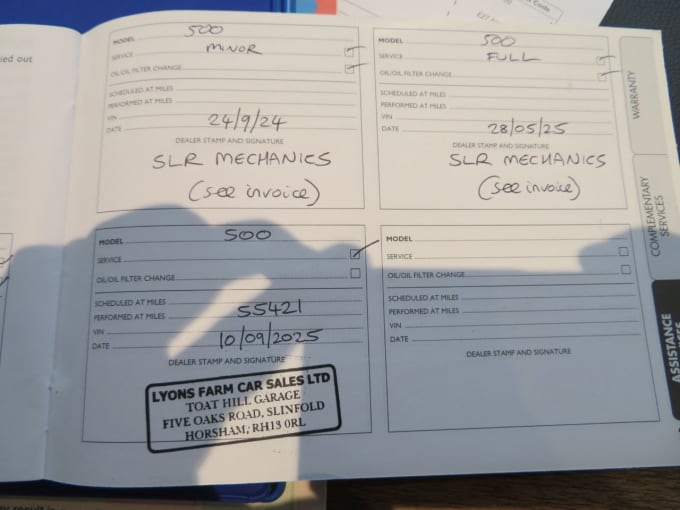 ied out
MODEL 500
SERVICE MINOR
OIL/OIL FILTER CHANGE
SCHEDULED AT MILES
PERFORMED AT MILES
VIN
DATE 24/9/24
DEALER STAMP AND SIGNATURE
SLR MECHANICS
(see invoice)
MODEL 500
SERVICE FULL
OIL/OIL FILTER CHANGE
SCHEDULED AT MILES
PERFORMED AT MILES
VIN
DATE 28/05/25
DEALER STAMP AND SIGNATURE
SLR MECHANICS
(see invoice)
MODEL 500
SERVICE
OIL/OIL FILTER CHANGE
SCHEDULED AT MILES
PERFORMED AT MILES 55421
VIN
DATE 10/09/2025
DEALER STAMP AND SIGNATURE
LYONS FARM CAR SALES LTD
TOAT HILL GARAGE
FIVE OAKS ROAD, SLINFOLD
HORSHAM, RH13 0RL
MODEL
SERVICE
OIL/OIL FILTER CHANGE
SCHEDULED AT MILES
PERFORMED AT MILES
VIN
DATE
DEALER STAMP AND SIGNATURE
WARRANTY
COMPLEMENTARY
SERVICES
ASSISTANCE